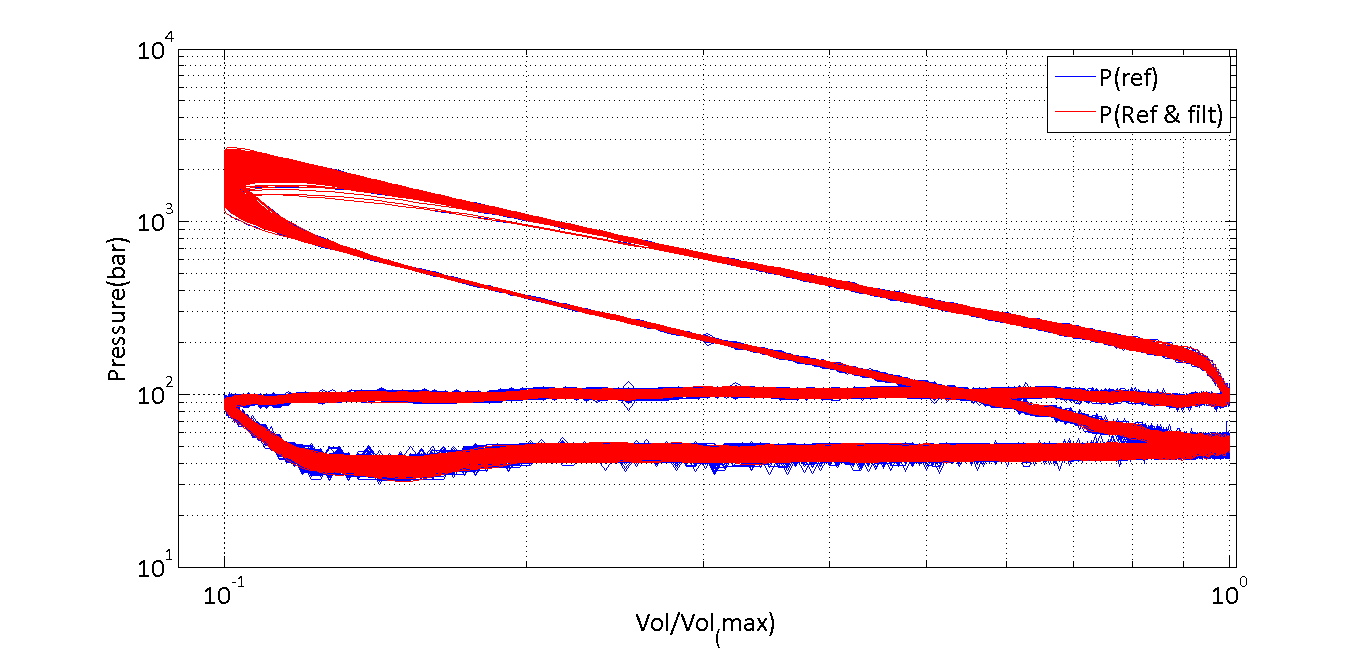 10^4
P(ref)
P(Ref & filt)
10^3
Pressure(bar)
10^2
10^1
10^-1
10^0
Vol/Vol_(max)